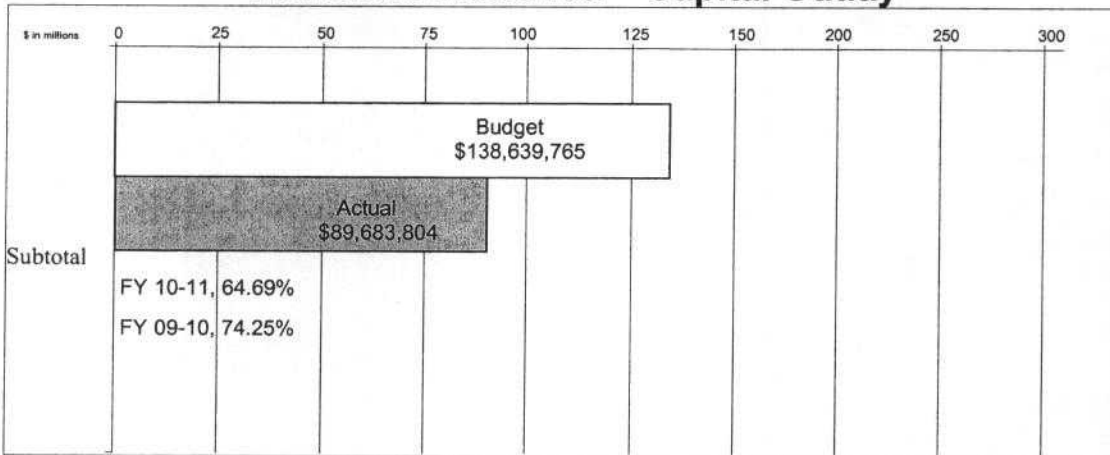 Capital Outlay
$ in millions 0 25 50 75 100 125 150 200 250 300
Budget
$138,639,765
Actual
$89,683,804
Subtotal
FY 10-11, 64.69%
FY 09-10, 74.25%